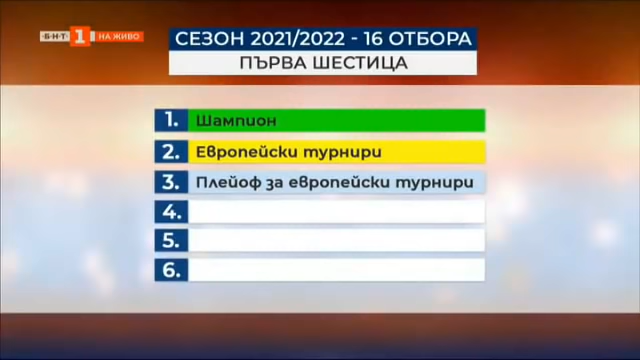 БНТ 1 НА ЖИВО
СЕЗОН 2021/2022 - 16 ОТБОРА
ПЪРВА ШЕСТИЦА
1. Шампион
2. Европейски турнири
3. Плейоф за европейски турнири
4.
5.
6.